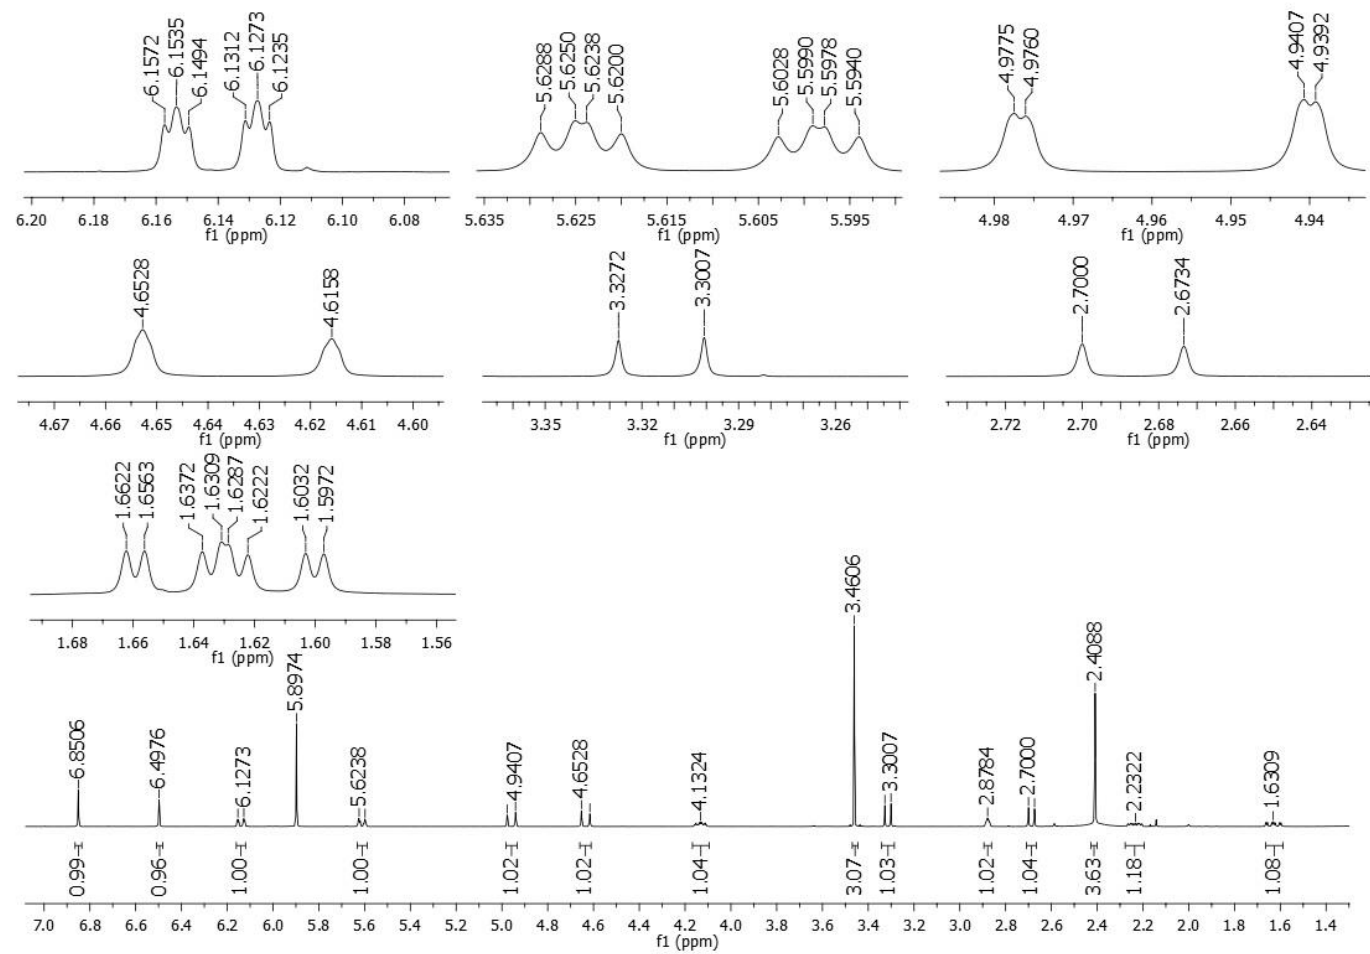 6.1572 6.1535 6.1494 6.1312 6.1273 6.1235
6.20 6.18 6.16 6.14 6.12 6.10 6.08
f1 (ppm)
5.6288 5.6250 5.6238 5.6200 5.6028 5.5990 5.5978 5.5940
5.635 5.625 5.615 5.605 5.595
f1 (ppm)
4.9775 4.9760 4.9407 4.9392
4.98 4.97 4.96 4.95 4.94
f1 (ppm)
4.6528 4.6158
4.67 4.66 4.65 4.64 4.63 4.62 4.61 4.60
f1 (ppm)
3.3272 3.3007
3.35 3.32 3.29 3.26
f1 (ppm)
2.7000 2.6734
2.72 2.70 2.68 2.66 2.64
f1 (ppm)
1.6622 1.6563 1.6372 1.6309 1.6287 1.6222 1.6032 1.5972
1.68 1.66 1.64 1.62 1.60 1.58 1.56
f1 (ppm)
6.8506 6.4976 6.1273 5.8974 5.6238 4.9407 4.6528 4.1324 3.4606 3.3007 2.8784 2.7000 2.4088 2.2322 1.6309
0.99 0.96 1.00 1.00 1.02 1.02 1.04 3.07 1.03 1.02 1.04 3.63 1.18 1.08
7.0 6.8 6.6 6.4 6.2 6.0 5.8 5.6 5.4 5.2 5.0 4.8 4.6 4.4 4.2 4.0 3.8 3.6 3.4 3.2 3.0 2.8 2.6 2.4 2.2 2.0 1.8 1.6 1.4
f1 (ppm)